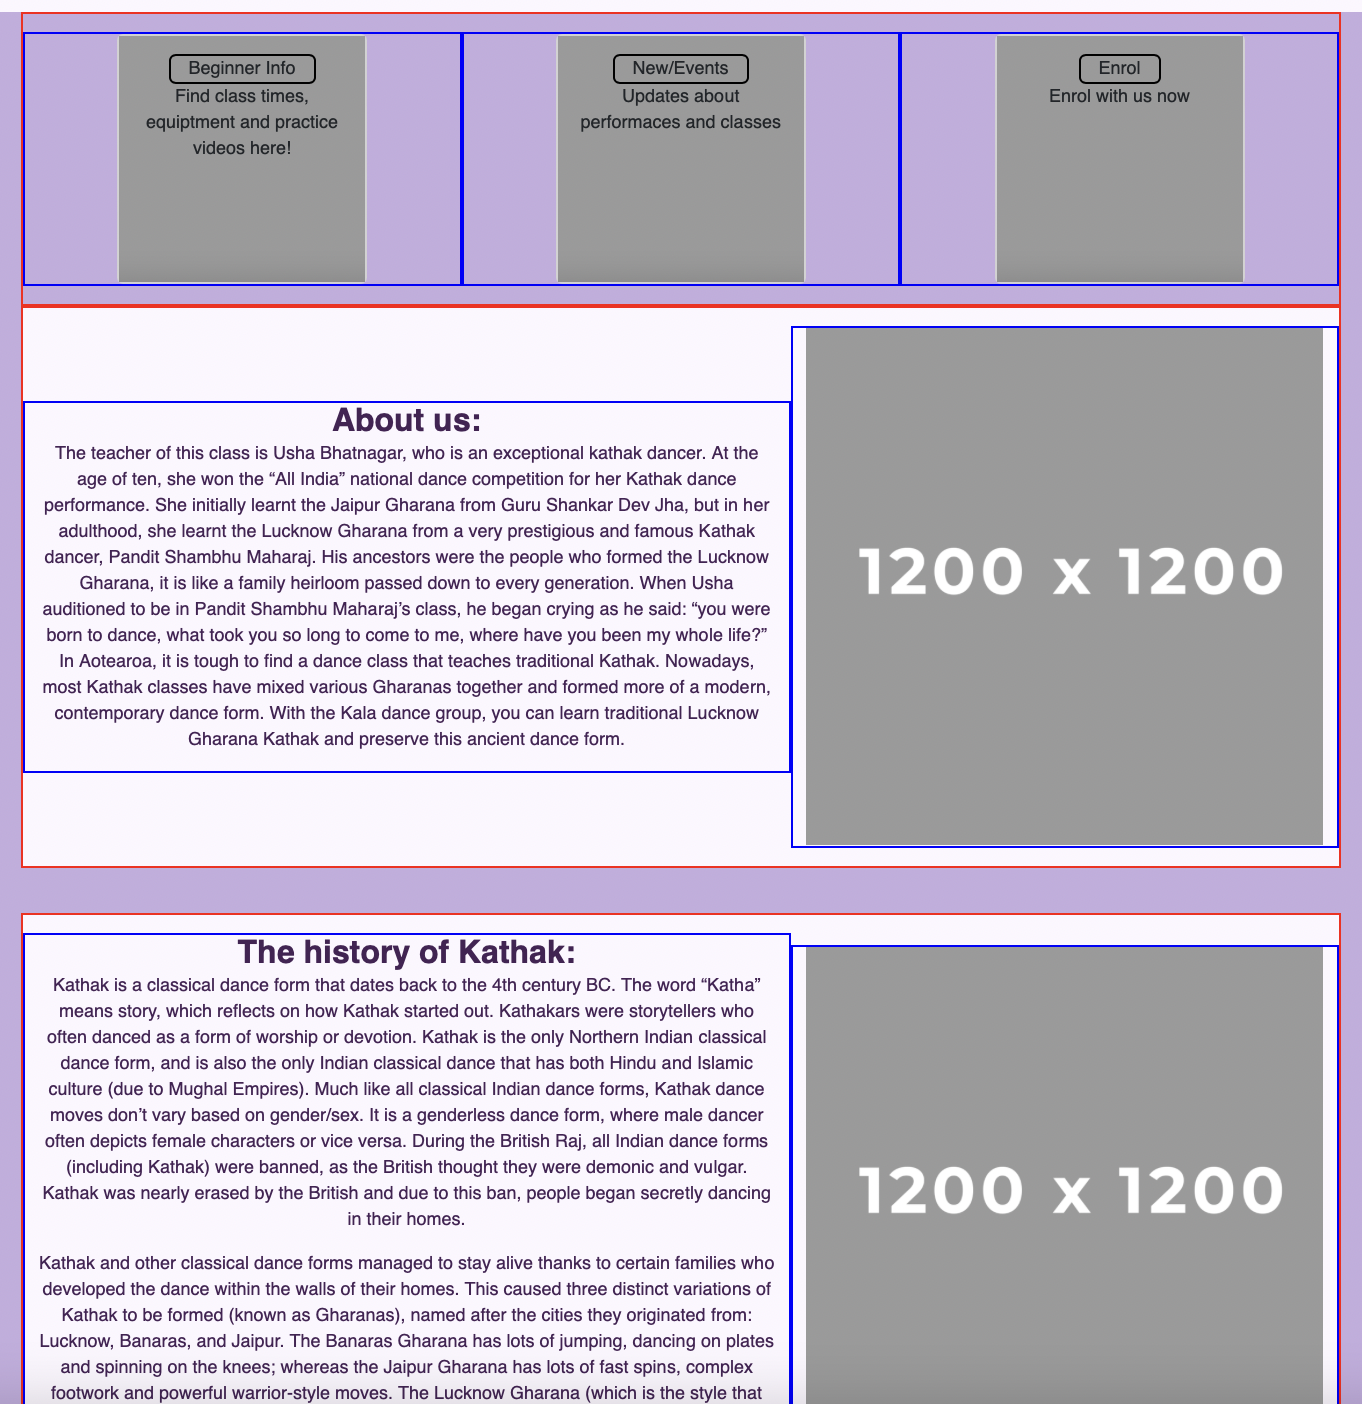 Beginner Info
Find class times,
equiptment and practice
videos here!
New/Events
Updates about
performaces and classes
Enrol
Enrol with us now
About us:
The teacher of this class is Usha Bhatnagar, who is an exceptional kathak dancer. At the
age of ten, she won the “All India” national dance competition for her Kathak dance
performance. She initially learnt the Jaipur Gharana from Guru Shankar Dev Jha, but in her
adulthood, she learnt the Lucknow Gharana from a very prestigious and famous Kathak
dancer, Pandit Shambhu Maharaj. His ancestors were the people who formed the Lucknow
Gharana, it is like a family heirloom passed down to every generation. When Usha
auditioned to be in Pandit Shambhu Maharaj’s class, he began crying as he said: “you were
born to dance, what took you so long to come to me, where have you been my whole life?”
In Aotearoa, it is tough to find a dance class that teaches traditional Kathak. Nowadays,
most Kathak classes have mixed various Gharanas together and formed more of a modern,
contemporary dance form. With the Kala dance group, you can learn traditional Lucknow
Gharana Kathak and preserve this ancient dance form.
1200 x 1200
The history of Kathak:
Kathak is a classical dance form that dates back to the 4th century BC. The word “Katha”
means story, which reflects on how Kathak started out. Kathakars were storytellers who
often danced as a form of worship or devotion. Kathak is the only Northern Indian classical
dance form, and is also the only Indian classical dance that has both Hindu and Islamic
culture (due to Mughal Empires). Much like all classical Indian dance forms, Kathak dance
moves don’t vary based on gender/sex. It is a genderless dance form, where male dancer
often depicts female characters or vice versa. During the British Raj, all Indian dance forms
(including Kathak) were banned, as the British thought they were demonic and vulgar.
Kathak was nearly erased by the British and due to this ban, people began secretly dancing
in their homes.
Kathak and other classical dance forms managed to stay alive thanks to certain families who
developed the dance within the walls of their homes. This caused three distinct variations of
Kathak to be formed (known as Gharanas), named after the cities they originated from:
Lucknow, Banaras, and Jaipur. The Banaras Gharana has lots of jumping, dancing on plates
and spinning on the knees; whereas the Jaipur Gharana has lots of fast spins, complex
footwork and powerful warrior-style moves. The Lucknow Gharana (which is the style that
1200 x 1200